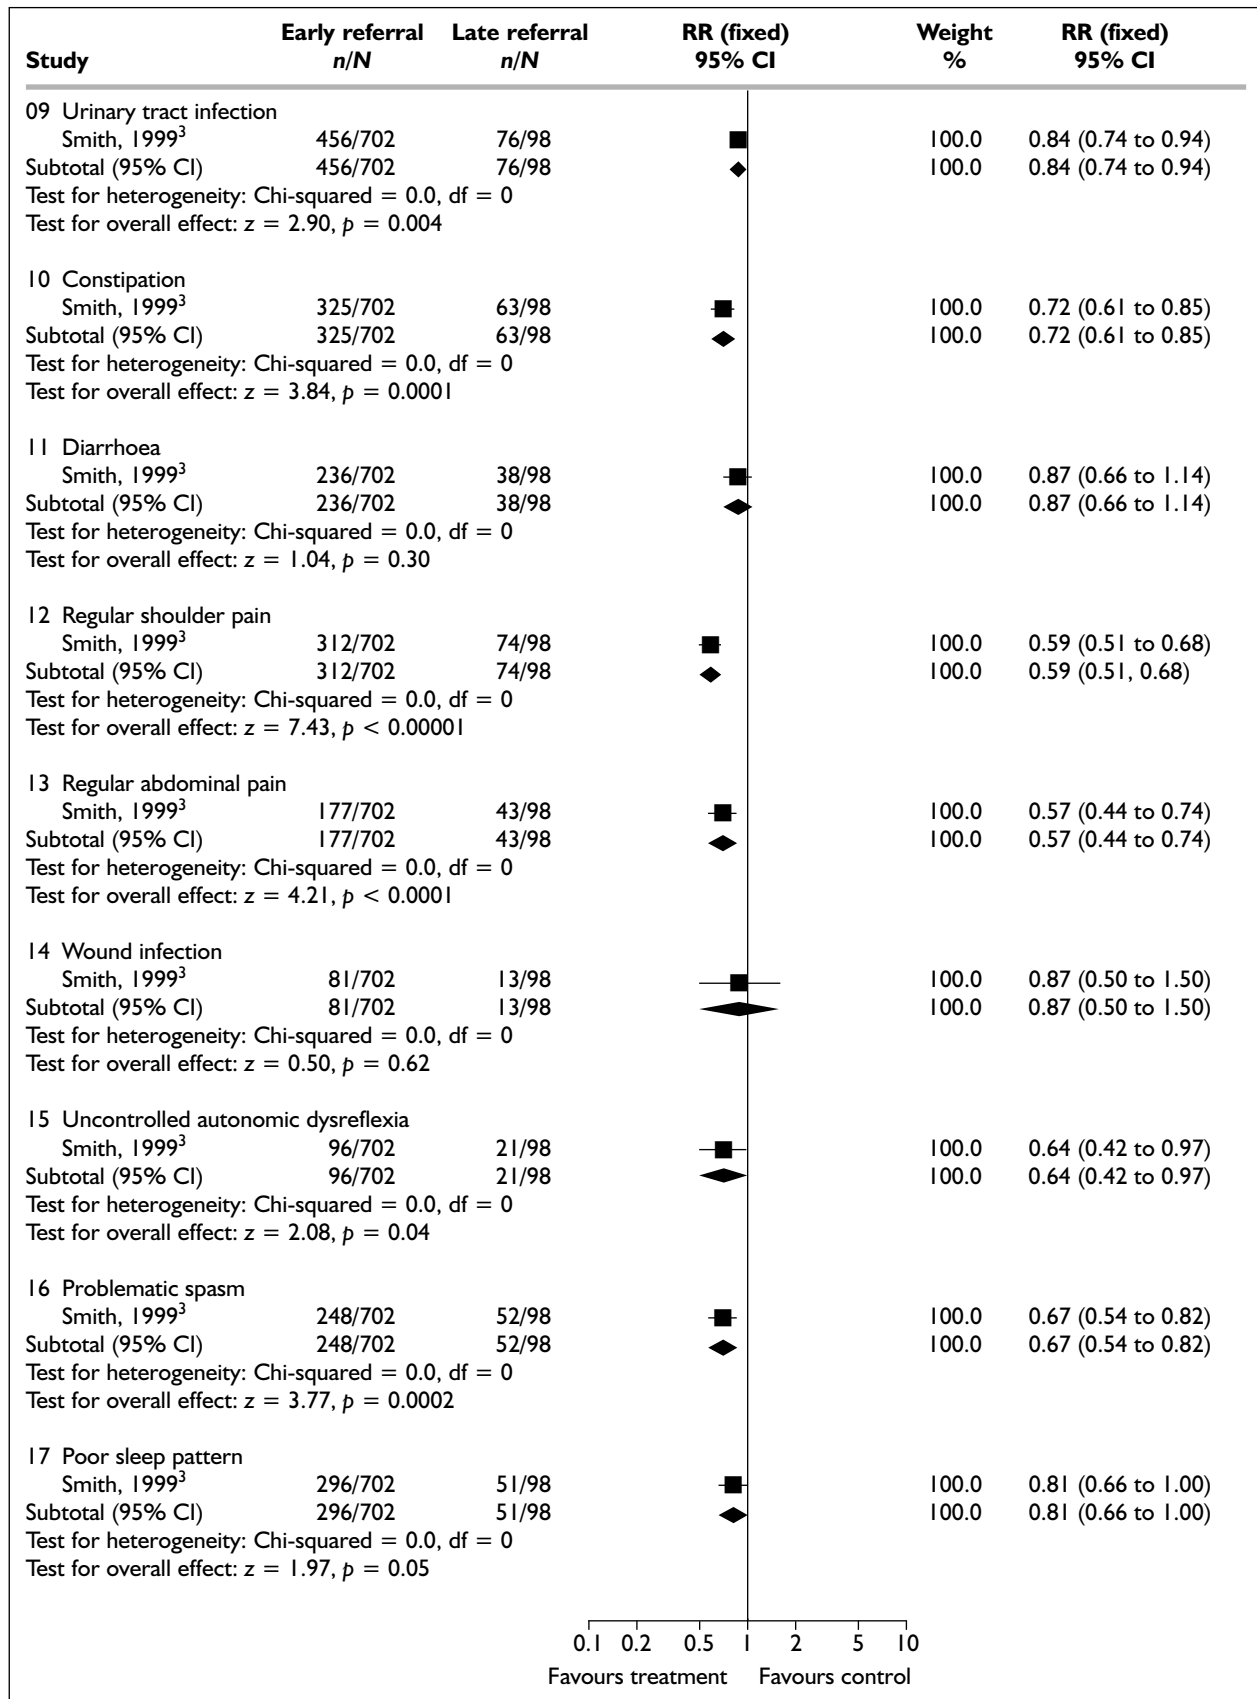 Early referral Late referral RR (fixed) Weight RR (fixed)
Study n/N n/N 95% CI % 95% CI
09 Urinary tract infection
Smith, 1999³ 456/702 76/98 100.0 0.84 (0.74 to 0.94)
Subtotal (95% CI) 456/702 76/98 100.0 0.84 (0.74 to 0.94)
Test for heterogeneity: Chi-squared = 0.0, df = 0
Test for overall effect: z = 2.90, p = 0.004
10 Constipation
Smith, 1999³ 325/702 63/98 100.0 0.72 (0.61 to 0.85)
Subtotal (95% CI) 325/702 63/98 100.0 0.72 (0.61 to 0.85)
Test for heterogeneity: Chi-squared = 0.0, df = 0
Test for overall effect: z = 3.84, p = 0.0001
11 Diarrhoea
Smith, 1999³ 236/702 38/98 100.0 0.87 (0.66 to 1.14)
Subtotal (95% CI) 236/702 38/98 100.0 0.87 (0.66 to 1.14)
Test for heterogeneity: Chi-squared = 0.0, df = 0
Test for overall effect: z = 1.04, p = 0.30
12 Regular shoulder pain
Smith, 1999³ 312/702 74/98 100.0 0.59 (0.51 to 0.68)
Subtotal (95% CI) 312/702 74/98 100.0 0.59 (0.51, 0.68)
Test for heterogeneity: Chi-squared = 0.0, df = 0
Test for overall effect: z = 7.43, p < 0.00001
13 Regular abdominal pain
Smith, 1999³ 177/702 43/98 100.0 0.57 (0.44 to 0.74)
Subtotal (95% CI) 177/702 43/98 100.0 0.57 (0.44 to 0.74)
Test for heterogeneity: Chi-squared = 0.0, df = 0
Test for overall effect: z = 4.21, p < 0.0001
14 Wound infection
Smith, 1999³ 81/702 13/98 100.0 0.87 (0.50 to 1.50)
Subtotal (95% CI) 81/702 13/98 100.0 0.87 (0.50 to 1.50)
Test for heterogeneity: Chi-squared = 0.0, df = 0
Test for overall effect: z = 0.50, p = 0.62
15 Uncontrolled autonomic dysreflexia
Smith, 1999³ 96/702 21/98 100.0 0.64 (0.42 to 0.97)
Subtotal (95% CI) 96/702 21/98 100.0 0.64 (0.42 to 0.97)
Test for heterogeneity: Chi-squared = 0.0, df = 0
Test for overall effect: z = 2.08, p = 0.04
16 Problematic spasm
Smith, 1999³ 248/702 52/98 100.0 0.67 (0.54 to 0.82)
Subtotal (95% CI) 248/702 52/98 100.0 0.67 (0.54 to 0.82)
Test for heterogeneity: Chi-squared = 0.0, df = 0
Test for overall effect: z = 3.77, p = 0.0002
17 Poor sleep pattern
Smith, 1999³ 296/702 51/98 100.0 0.81 (0.66 to 1.00)
Subtotal (95% CI) 296/702 51/98 100.0 0.81 (0.66 to 1.00)
Test for heterogeneity: Chi-squared = 0.0, df = 0
Test for overall effect: z = 1.97, p = 0.05
0.1 0.2 0.5 1 2 5 10
Favours treatment Favours control